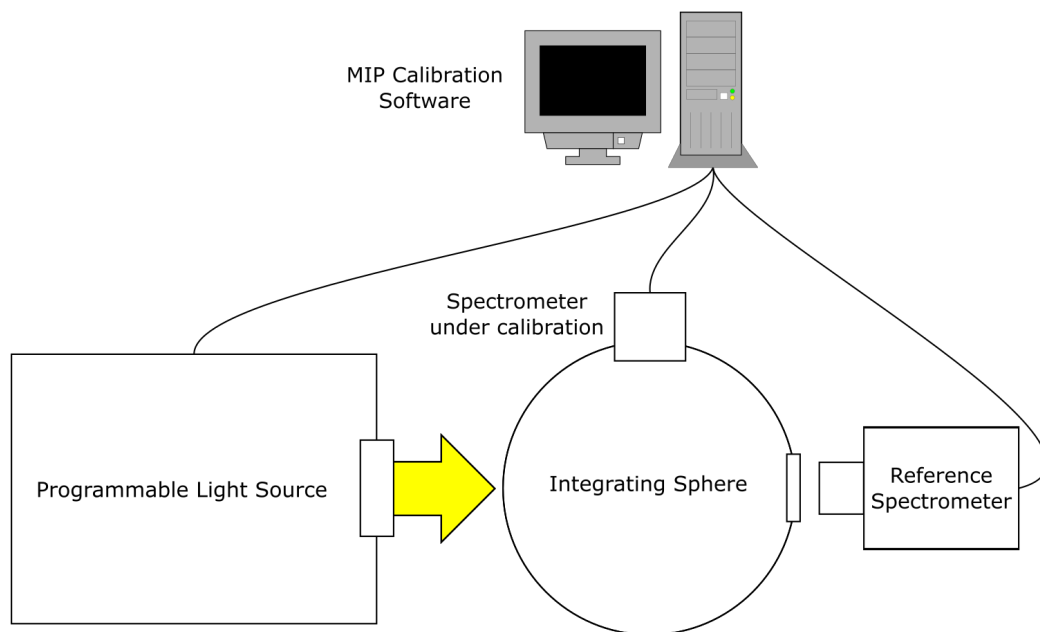 MIP Calibration
Software
Spectrometer
under calibration
Programmable Light Source
Integrating Sphere
Reference
Spectrometer